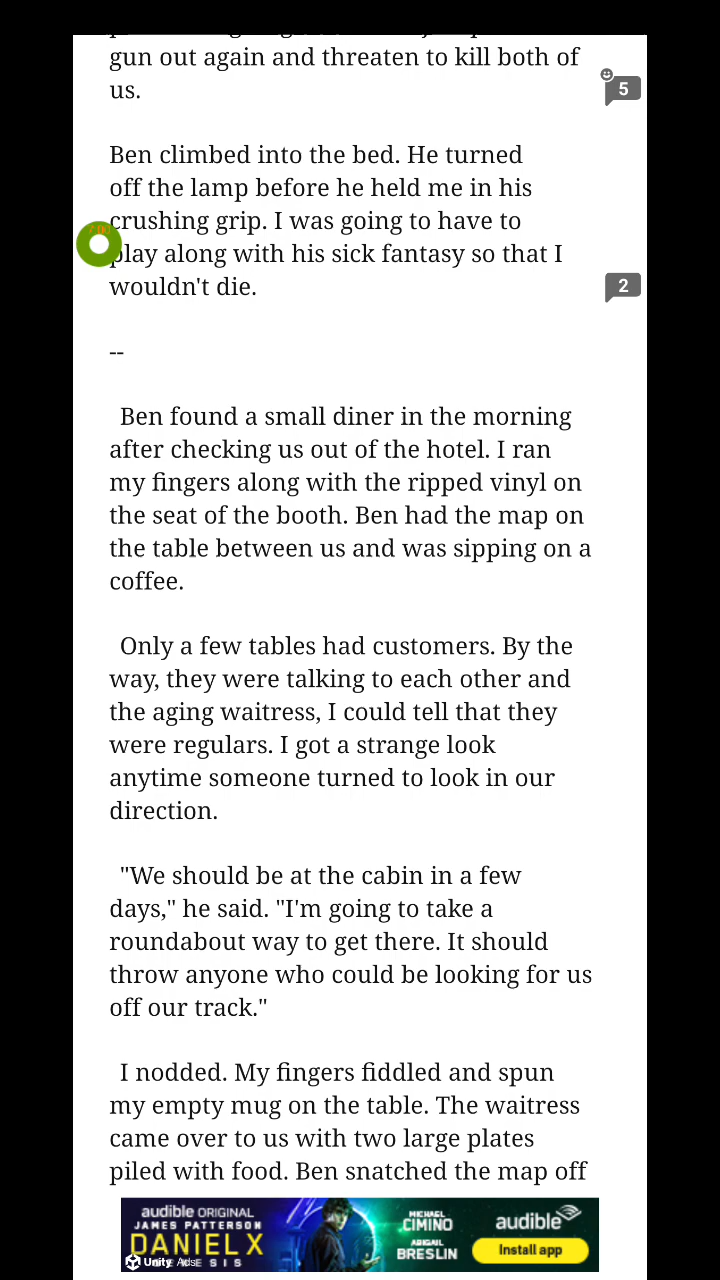 gun out again and threaten to kill both of
us.
5
Ben climbed into the bed. He turned
off the lamp before he held me in his
crushing grip. I was going to have to
play along with his sick fantasy so that I
wouldn't die.
2
--
Ben found a small diner in the morning
after checking us out of the hotel. I ran
my fingers along with the ripped vinyl on
the seat of the booth. Ben had the map on
the table between us and was sipping on a
coffee.
Only a few tables had customers. By the
way, they were talking to each other and
the aging waitress, I could tell that they
were regulars. I got a strange look
anytime someone turned to look in our
direction.
"We should be at the cabin in a few
days," he said. "I'm going to take a
roundabout way to get there. It should
throw anyone who could be looking for us
off our track."
I nodded. My fingers fiddled and spun
my empty mug on the table. The waitress
came over to us with two large plates
piled with food. Ben snatched the map off
audible ORIGINAL
JAMES PATTERSON
DANIEL X
Unity Ads
MICHAEL
CIMINO
ABIGAIL
BRESLIN
audible
Install app